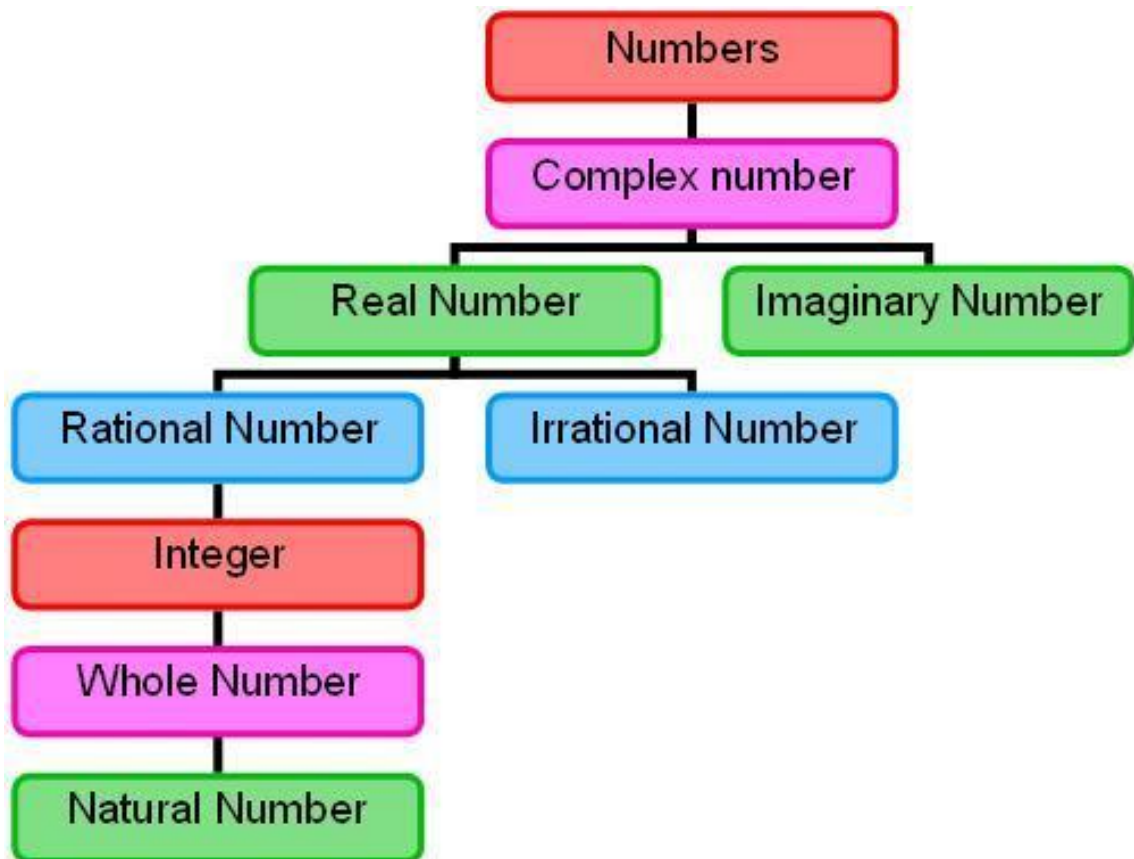 Numbers
Complex number
Real Number
Imaginary Number
Rational Number
Irrational Number
Integer
Whole Number
Natural Number